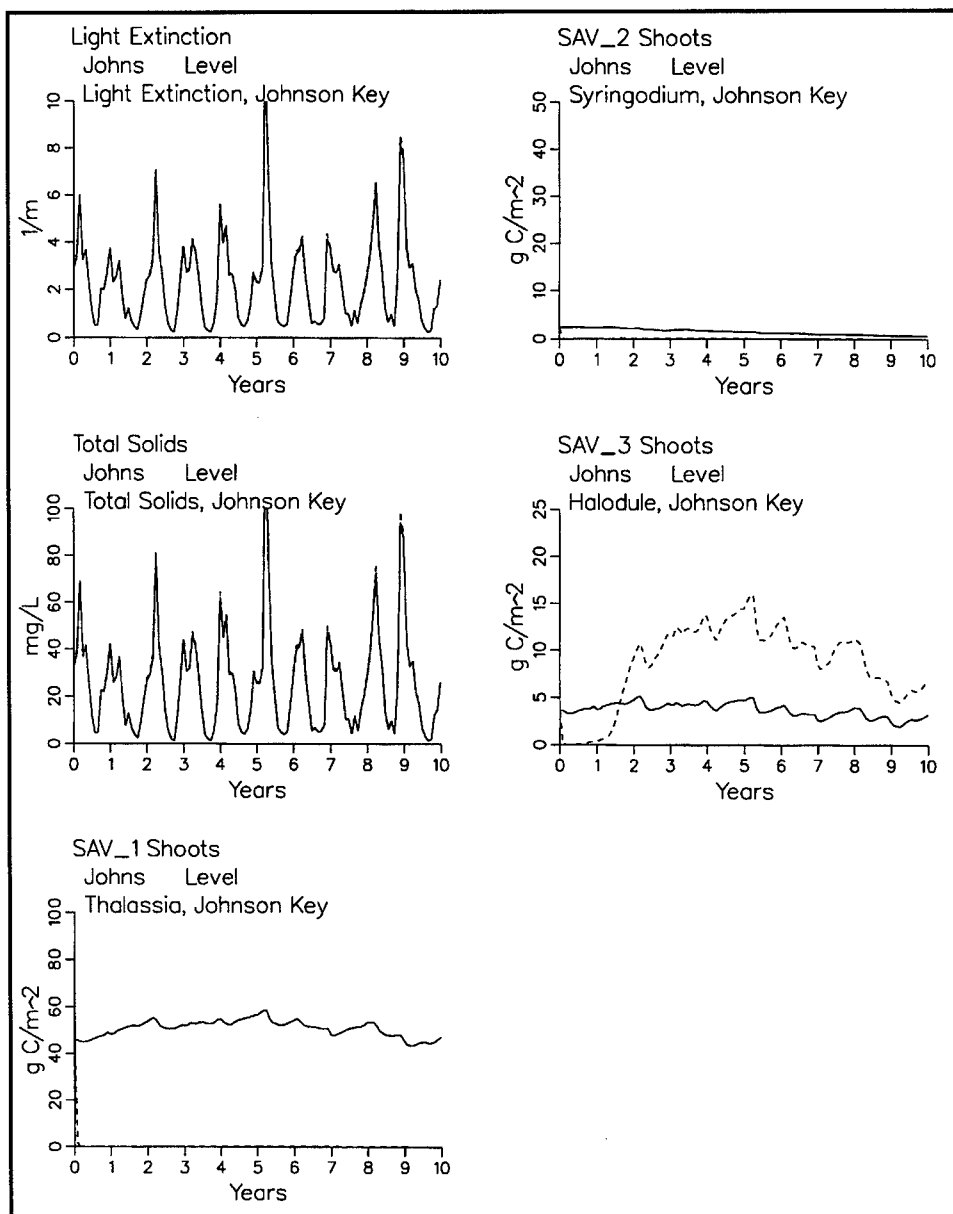 Light Extinction
Johns Level
Light Extinction, Johnson Key
10
8
6
4
2
0
1/m
0 1 2 3 4 5 6 7 8 9 10
Years
SAV_2 Shoots
Johns Level
Syringodium, Johnson Key
50
40
30
20
10
0
g C/m^2
0 1 2 3 4 5 6 7 8 9 10
Years
Total Solids
Johns Level
Total Solids, Johnson Key
100
80
60
40
20
0
mg/L
0 1 2 3 4 5 6 7 8 9 10
Years
SAV_3 Shoots
Johns Level
Halodule, Johnson Key
25
20
15
10
5
0
g C/m^2
0 1 2 3 4 5 6 7 8 9 10
Years
SAV_1 Shoots
Johns Level
Thalassia, Johnson Key
100
80
60
40
20
0
g C/m^2
0 1 2 3 4 5 6 7 8 9 10
Years